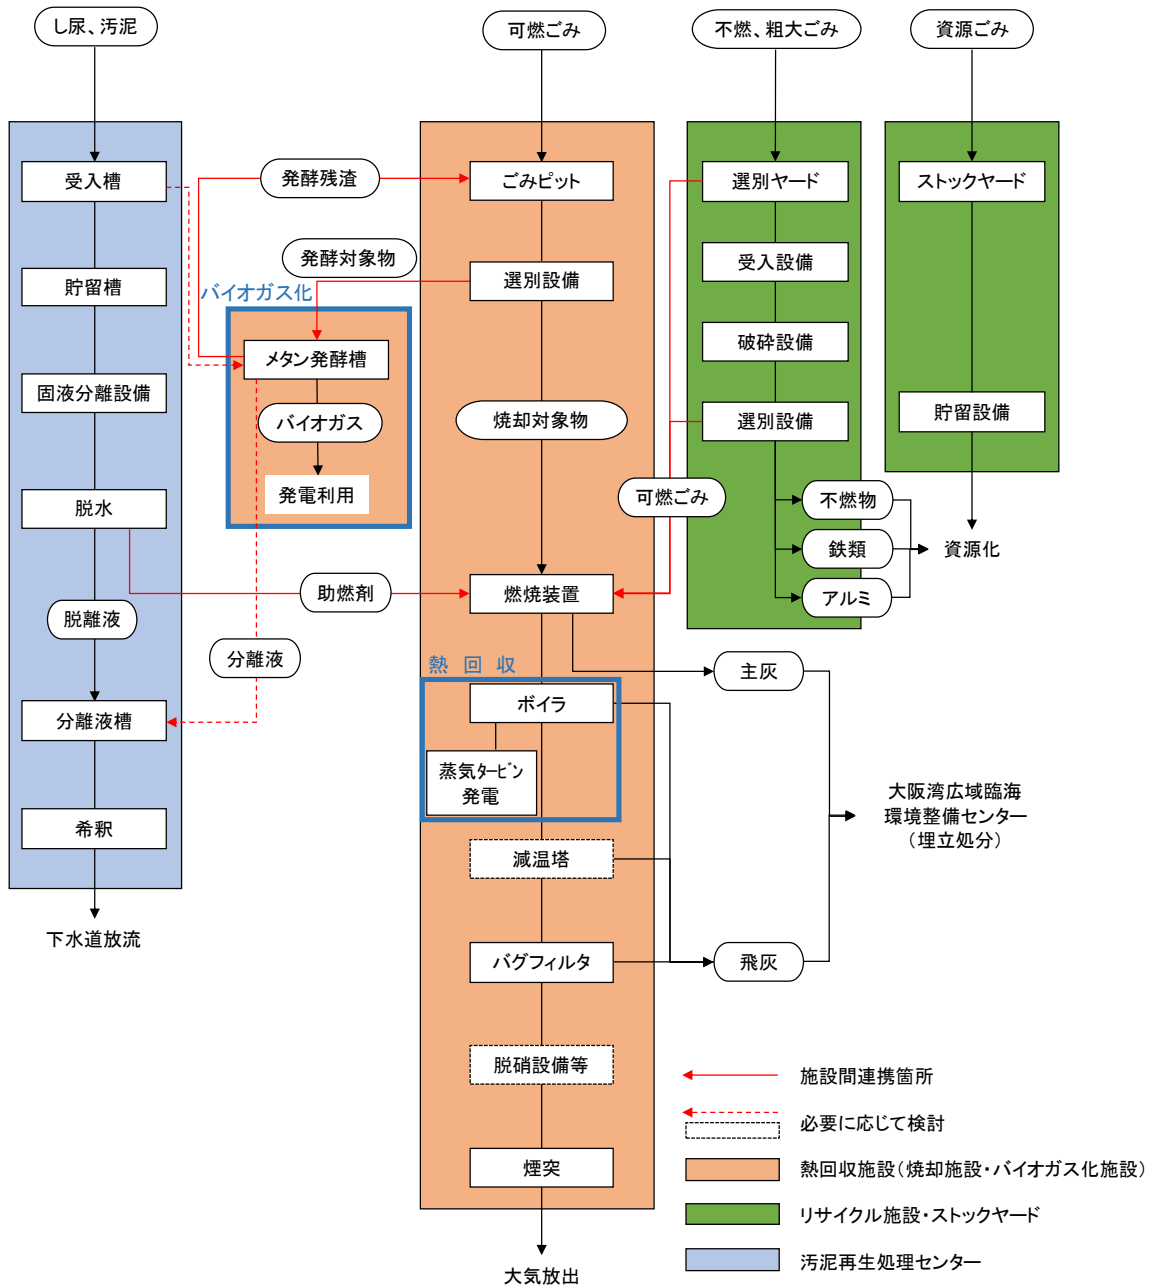 し尿、汚泥
可燃ごみ
不燃、粗大ごみ
資源ごみ
受入槽
発酵残渣
ごみピット
選別ヤード
ストックヤード
発酵対象物
受入設備
貯留槽
選別設備
バイオガス化
破砕設備
メタン発酵槽
固液分離設備
バイオガス
焼却対象物
選別設備
貯留設備
発電利用
可燃ごみ
不燃物
脱水
鉄類
資源化
助燃剤
燃焼装置
アルミ
脱離液
分離液
熱 回 収
主灰
ボイラ
分離液槽
蒸気タービン
発電
大阪湾広域臨海
環境整備センター
（埋立処分）
希釈
減温塔
下水道放流
バグフィルタ
飛灰
脱硝設備等
施設間連携箇所
必要に応じて検討
煙突
熱回収施設（焼却施設・バイオガス化施設）
リサイクル施設・ストックヤード
大気放出
汚泥再生処理センター